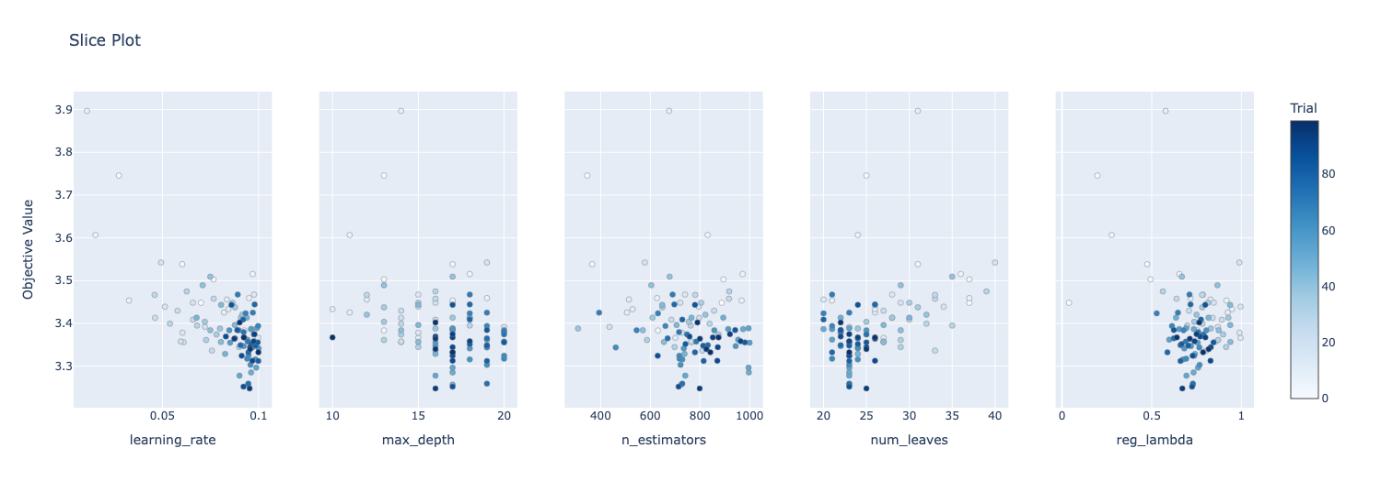 Slice Plot
Objective Value
3.9
3.8
3.7
3.6
3.5
3.4
3.3
0.05 0.1
learning_rate
10 15 20
max_depth
400 600 800 1000
n_estimators
20 25 30 35 40
num_leaves
0 0.5 1
reg_lambda
Trial
80
60
40
20
0